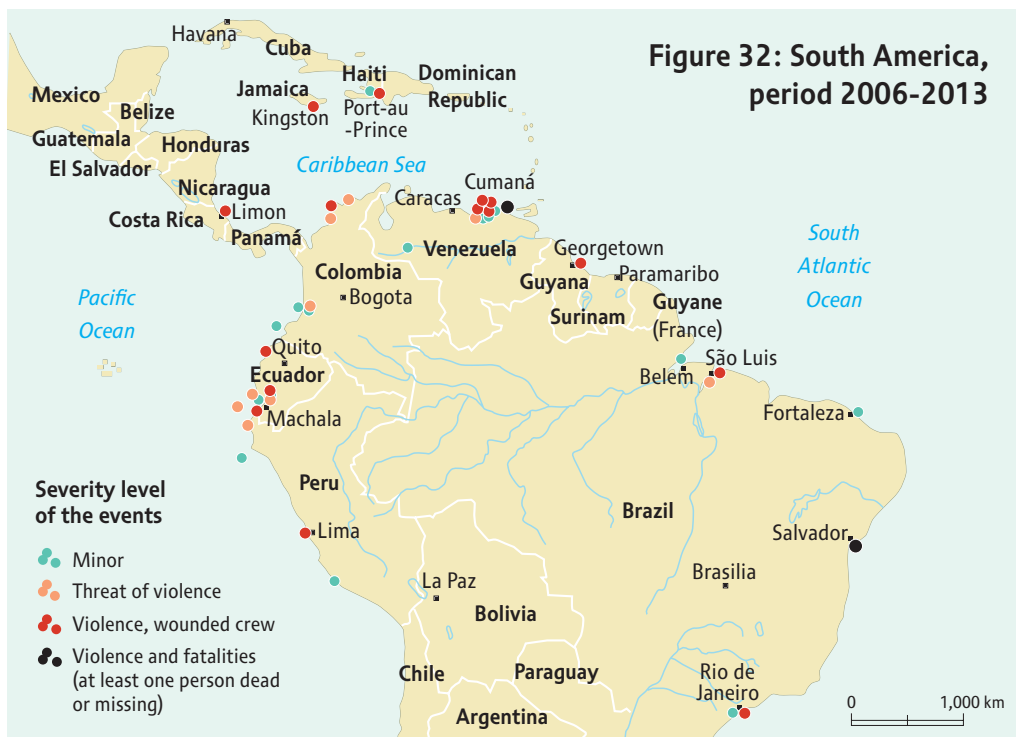 Figure 32: South America,
period 2006-2013
Havana
Cuba
Haiti
Dominican
Republic
Mexico
Jamaica
Belize
Kingston
Port-au
-Prince
Guatemala
Honduras
El Salvador
Caribbean Sea
Nicaragua
Cumaná
Caracas
Costa Rica
Limon
Panamá
Venezuela
Georgetown
South
Atlantic
Ocean
Colombia
Paramaribo
Guyana
Pacific
Ocean
Bogota
Surinam
Guyane
(France)
Quito
Ecuador
São Luis
Belem
Machala
Fortaleza
Peru
Brazil
Lima
Salvador
Brasilia
La Paz
Bolivia
Chile
Paraguay
Rio de
Janeiro
Argentina
Severity level
of the events
Minor
Threat of violence
Violence, wounded crew
Violence and fatalities
(at least one person dead
or missing)
0 1,000 km